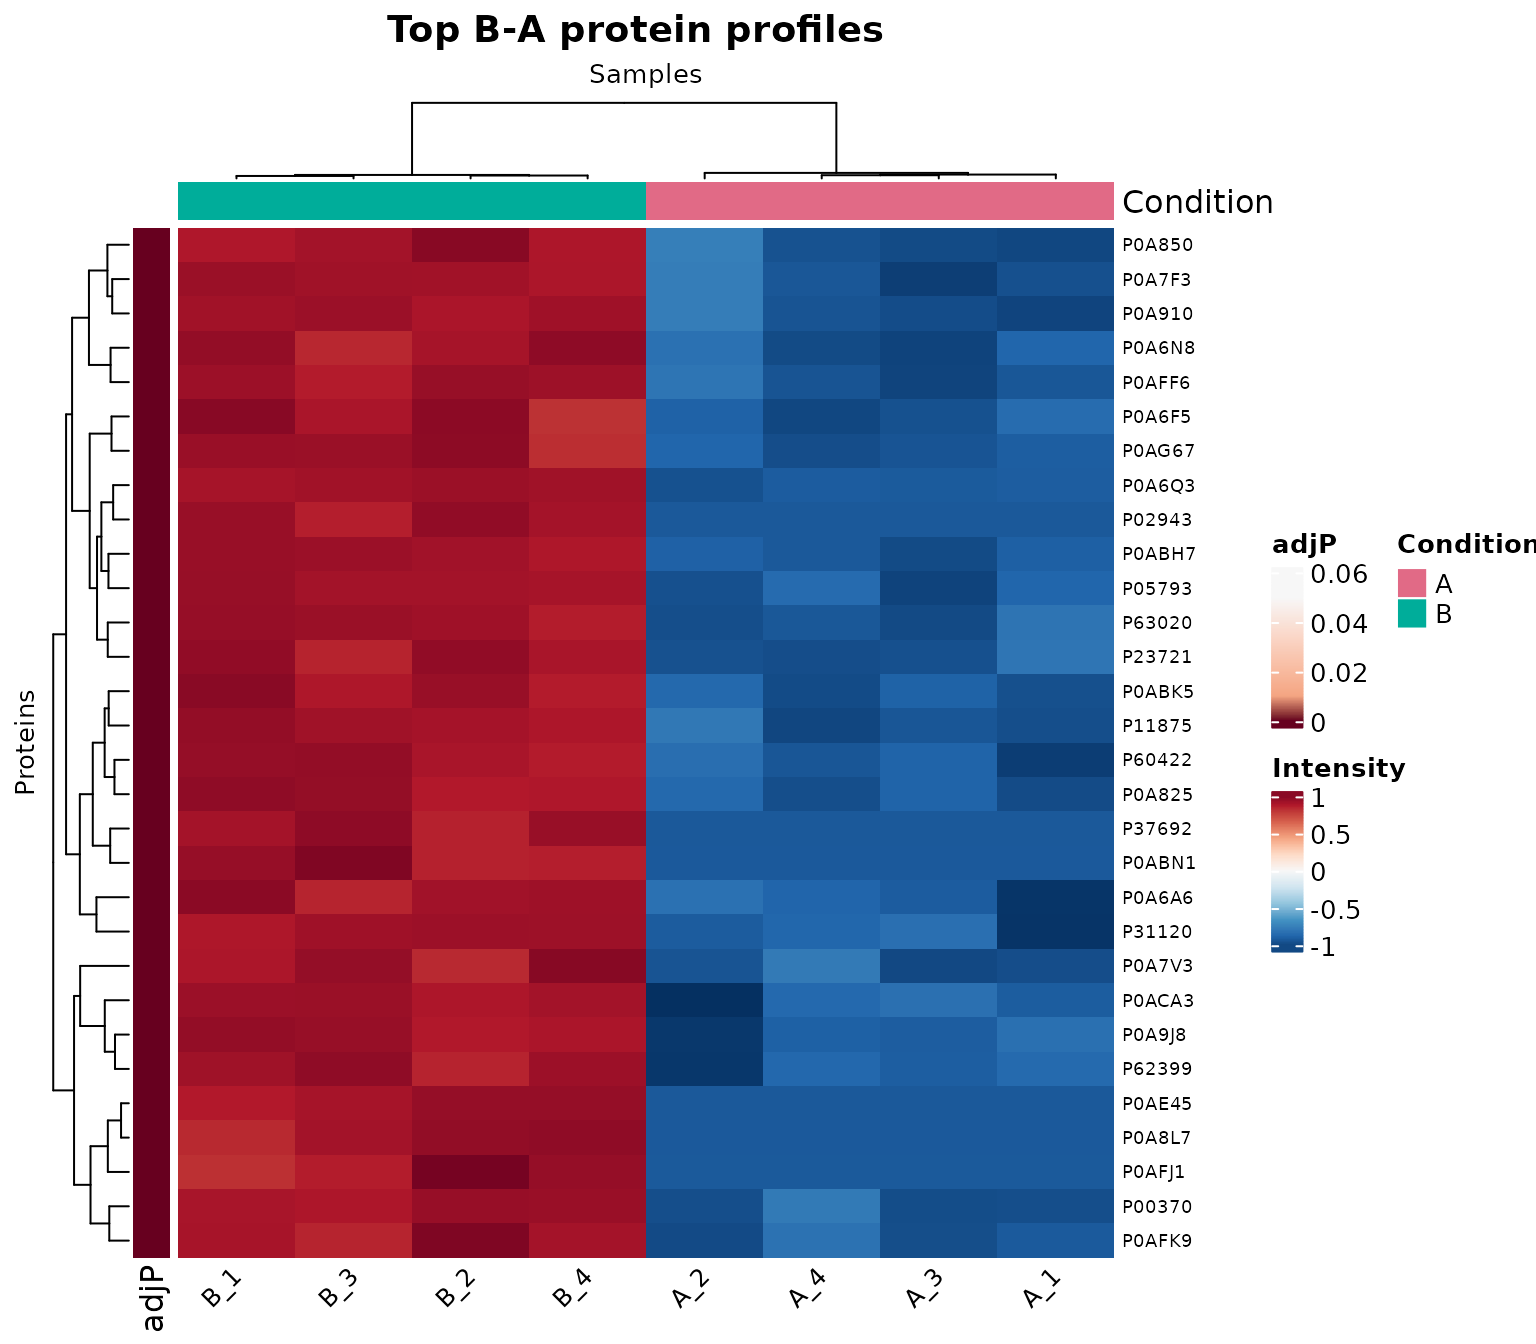 Top B-A protein profiles
Samples
Condition
P0A850
P0A7F3
P0A910
P0A6N8
P0AFF6
P0A6F5
P0AG67
P0A6Q3
P02943
P0ABH7
P05793
P63020
P23721
P0ABK5
P11875
P60422
P0A825
P37692
P0ABN1
P0A6A6
P31120
P0A7V3
P0ACA3
P0A9J8
P62399
P0AE45
P0A8L7
P0AFJ1
P00370
P0AFK9
Proteins
adjP
B_1
B_3
B_2
B_4
A_2
A_4
A_3
A_1
adjP
0.06
0.04
0.02
0
Condition
A
B
Intensity
1
0.5
0
-0.5
-1